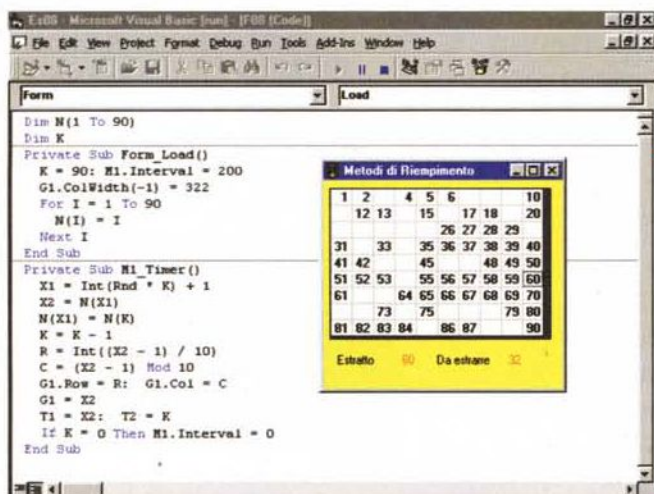 Ex08 - Microsoft Visual Basic [run] - [F08 (Code)]
File Edit View Project Format Debug Run Tools Add-Ins Window Help
Form Load
Dim N(1 To 90)
Dim K
Private Sub Form_Load()
K = 90: M1.Interval = 200
G1.ColWidth(-1) = 322
For I = 1 To 90
N(I) = I
Next I
End Sub
Private Sub M1_Timer()
X1 = Int(Rnd * K) + 1
X2 = N(X1)
N(X1) = N(K)
K = K - 1
R = Int((X2 - 1) / 10)
C = (X2 - 1) Mod 10
G1.Row = R: G1.Col = C
G1 = X2
T1 = X2: T2 = K
If K = 0 Then M1.Interval = 0
End Sub
Metodi di Riempimento
1 2 4 5 6 10
12 13 15 17 18 20
26 27 28 29
31 33 35 36 37 38 39 40
41 42 45 48 49 50
51 52 53 55 56 57 58 59 60
61 64 65 66 67 68 69 70
73 75 79 80
81 82 83 84 86 87 90
Estratto 60 Da estrarre 32